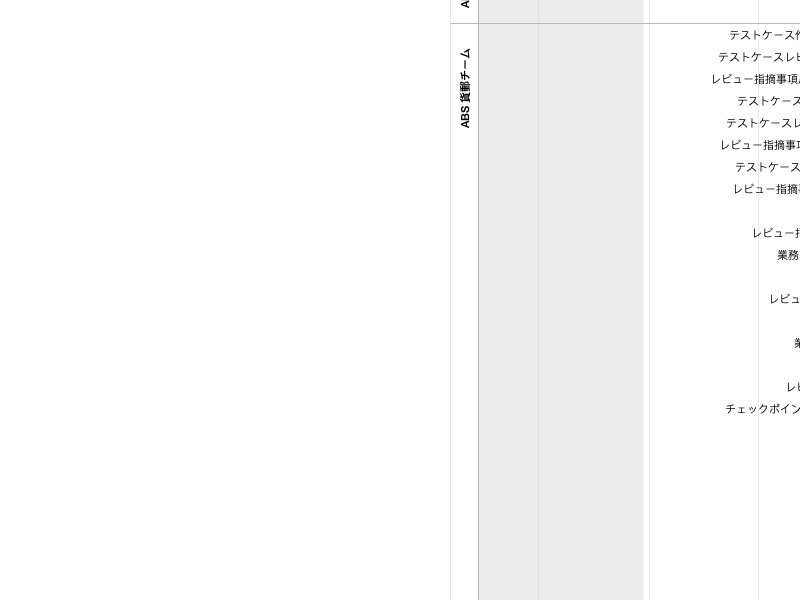 ABS 貨郵チーム
テストケース作
テストケースレビ
レビュー指摘事項
テストケース
テストケースレ
レビュー指摘事項
テストケース
レビュー指摘
レビュー指
業務
レビュ
業
レビ
チェックポイン